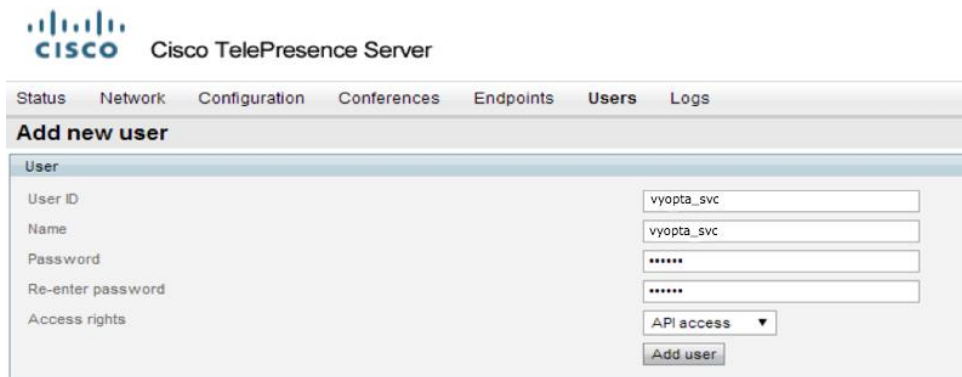 CISCO Cisco TelePresence Server
Status Network Configuration Conferences Endpoints Users Logs
Add new user
User
User ID vyopta_svc
Name vyopta_svc
Password ••••••
Re-enter password ••••••
Access rights API access ▼
Add user